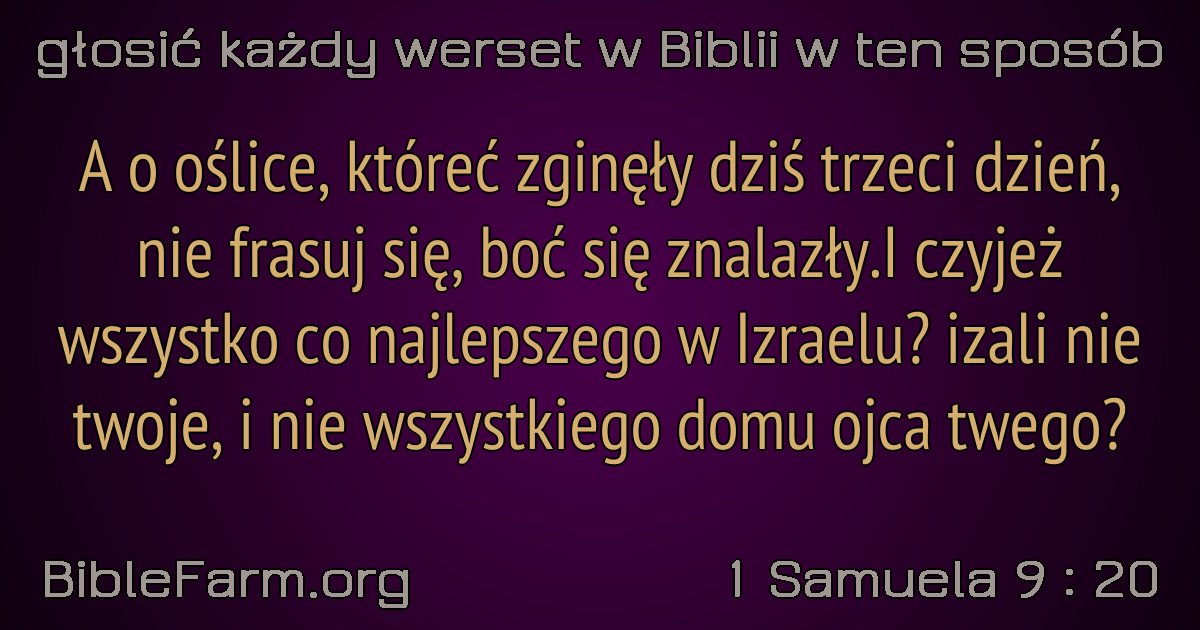 głosić każdy werset w Biblii w ten sposób
A o oślice, któreć zginęły dziś trzeci dzień,
nie frasuj się, boć się znalazły.I czyjeż
wszystko co najlepszego w Izraelu? izali nie
twoje, i nie wszystkiego domu ojca twego?
BibleFarm.org
1 Samuela 9 : 20